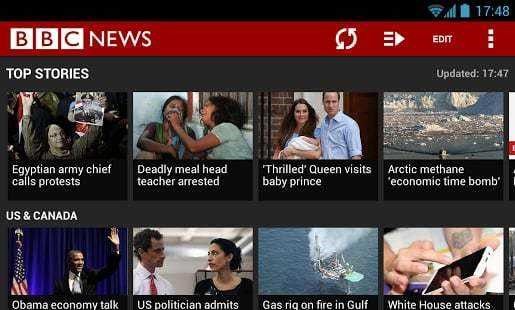 17:48
BBC NEWS
EDIT
TOP STORIES
Updated: 17:47
Egyptian army chief
calls protests
Deadly meal head
teacher arrested
'Thrilled' Queen visits
baby prince
Arctic methane
'economic time bomb'
US & CANADA
Obama economy talk
US politician admits
Gas rig on fire in Gulf
White House attacks